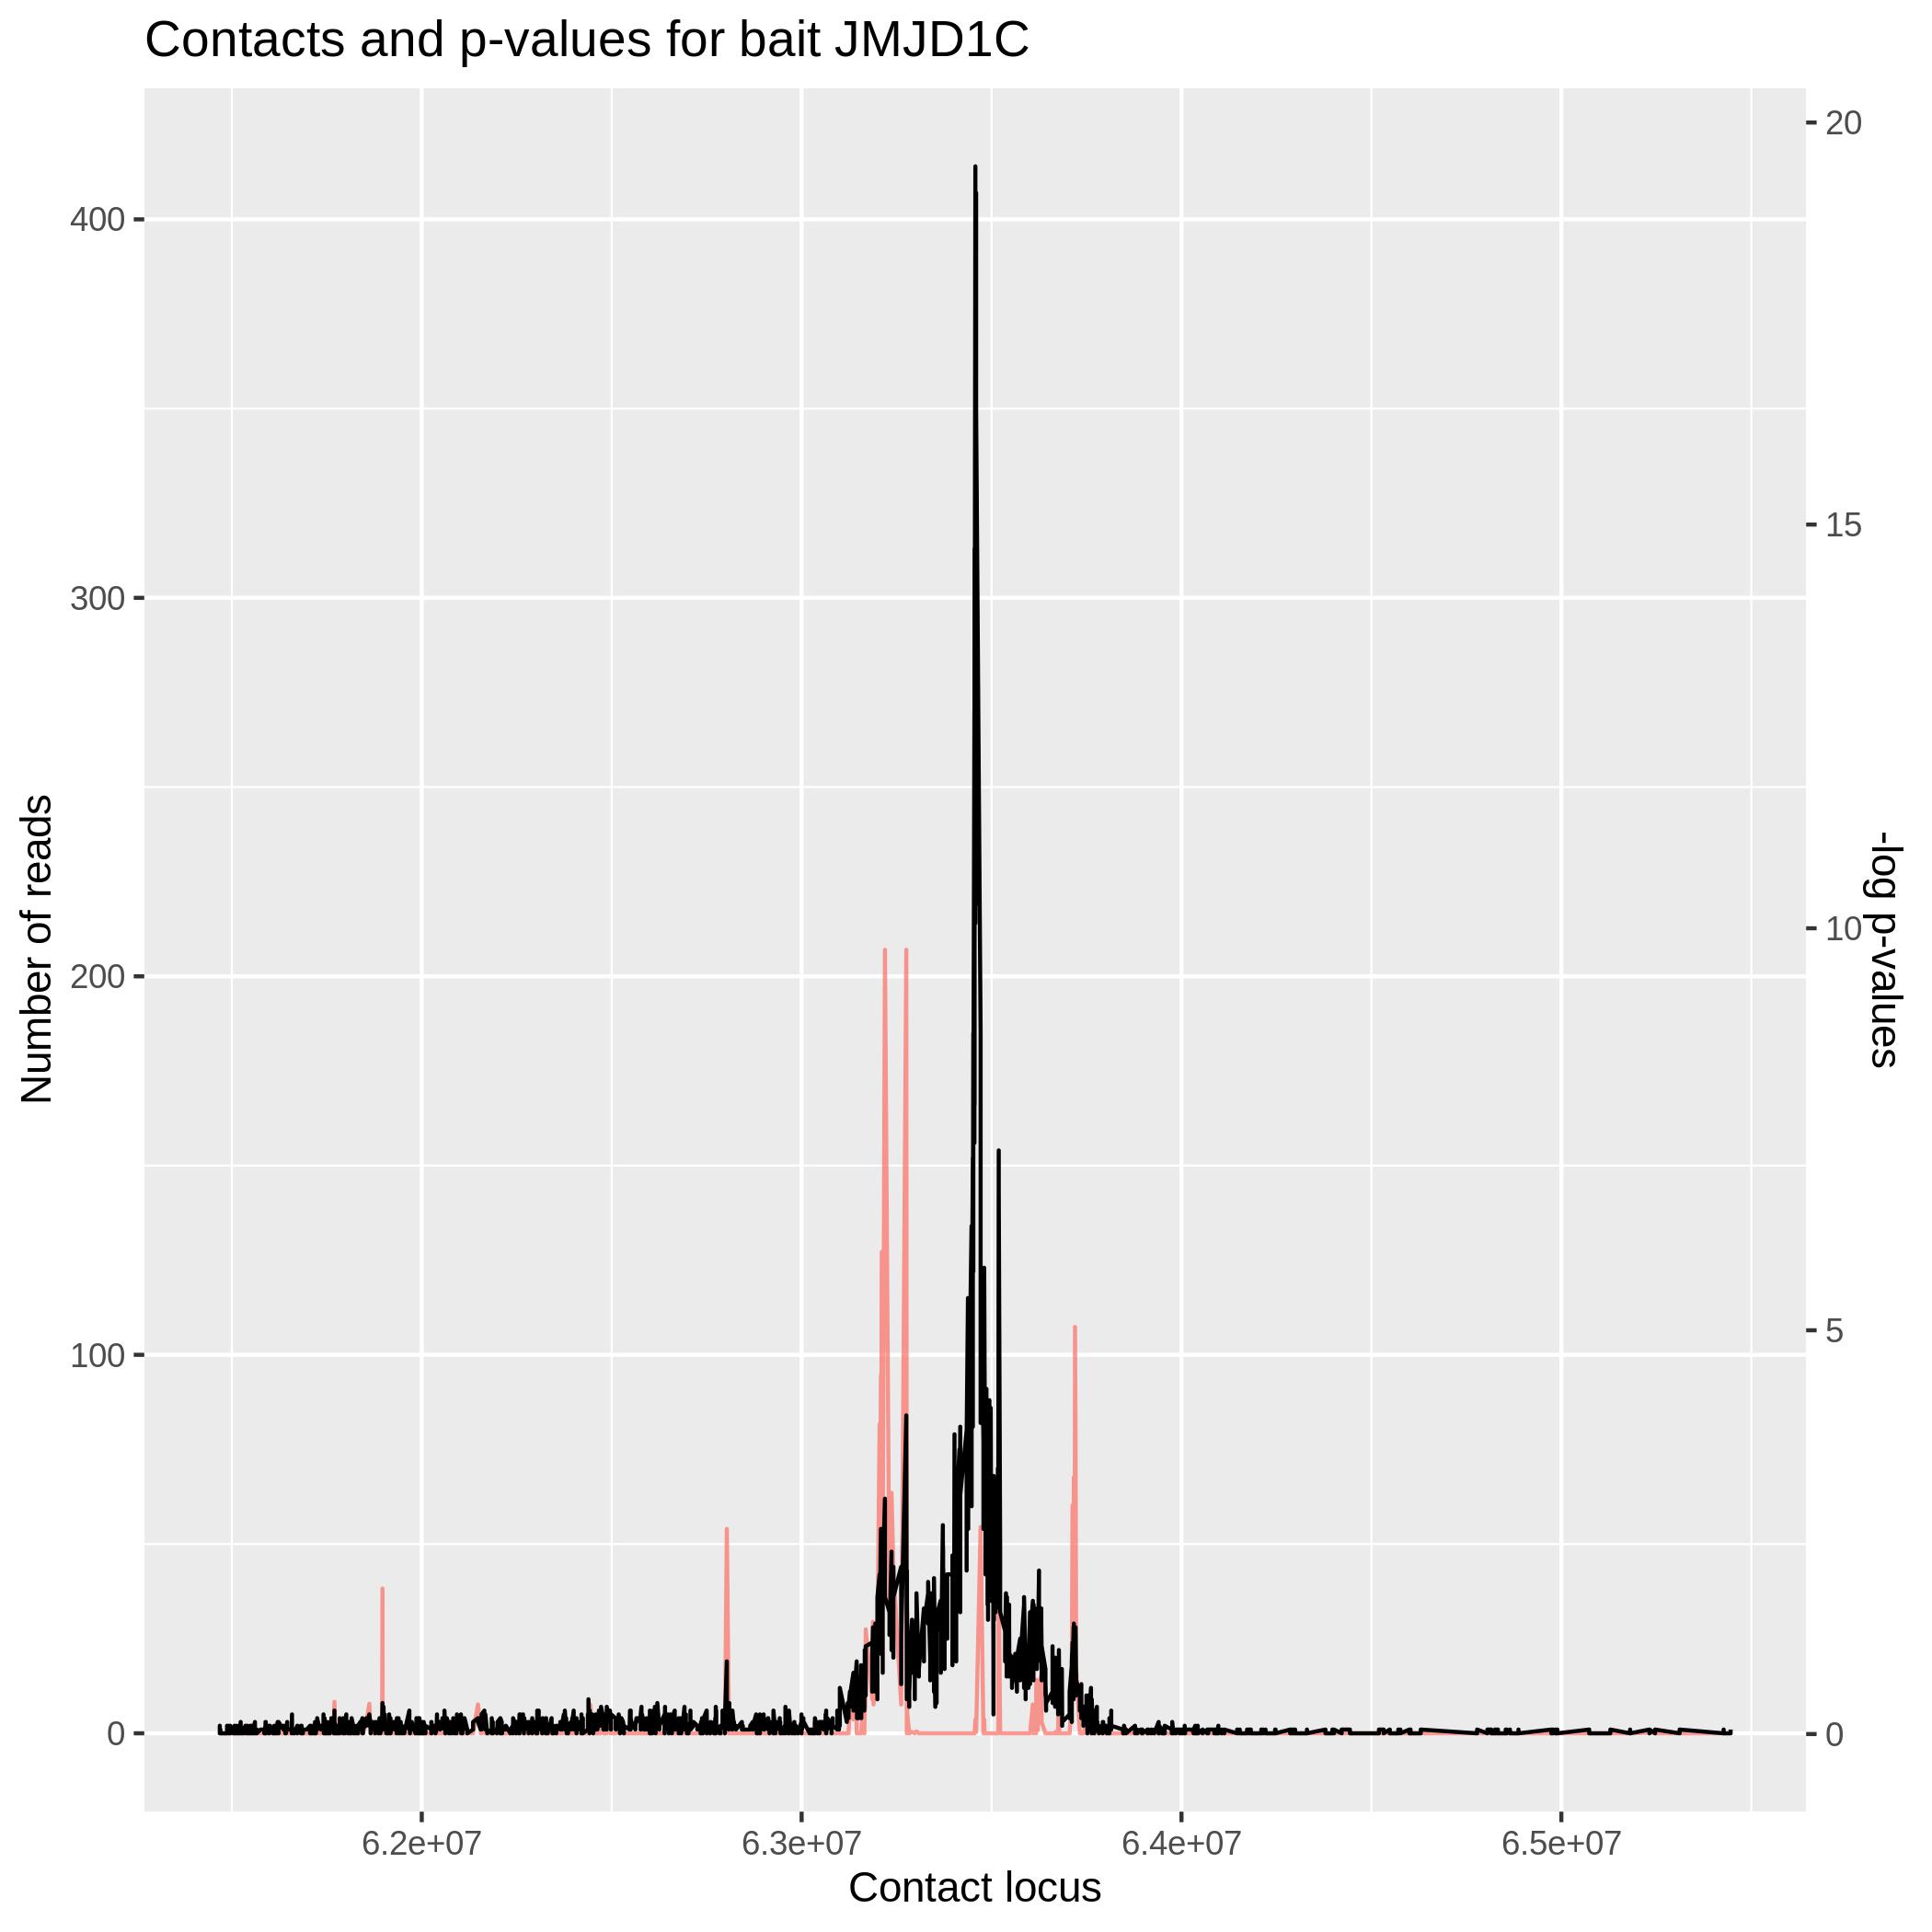 Contacts and p-values for bait JMJD1C
Number of reads
400
300
200
100
0
20
15
10
5
0
-log p-values
6.2e+07
6.3e+07
6.4e+07
6.5e+07
Contact locus